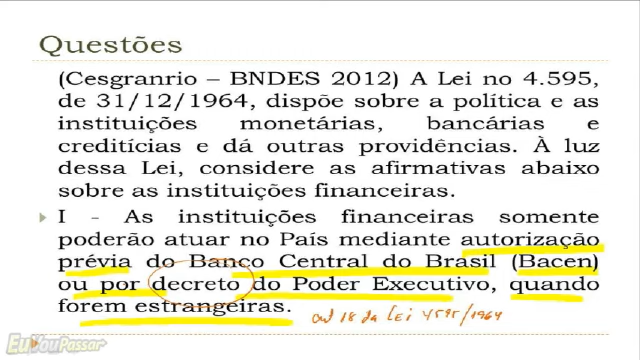 Questões
(Cesgranrio – BNDES 2012) A Lei no 4.595,
de 31/12/1964, dispõe sobre a política e as
instituições monetárias, bancárias e
creditícias e dá outras providências. À luz
dessa Lei, considere as afirmativas abaixo
sobre as instituições financeiras.
I - As instituições financeiras somente
poderão atuar no País mediante autorização
prévia do Banco Central do Brasil (Bacen)
ou por decreto do Poder Executivo, quando
forem estrangeiras.
18 da Lei 4595/1964
EuVouPassar